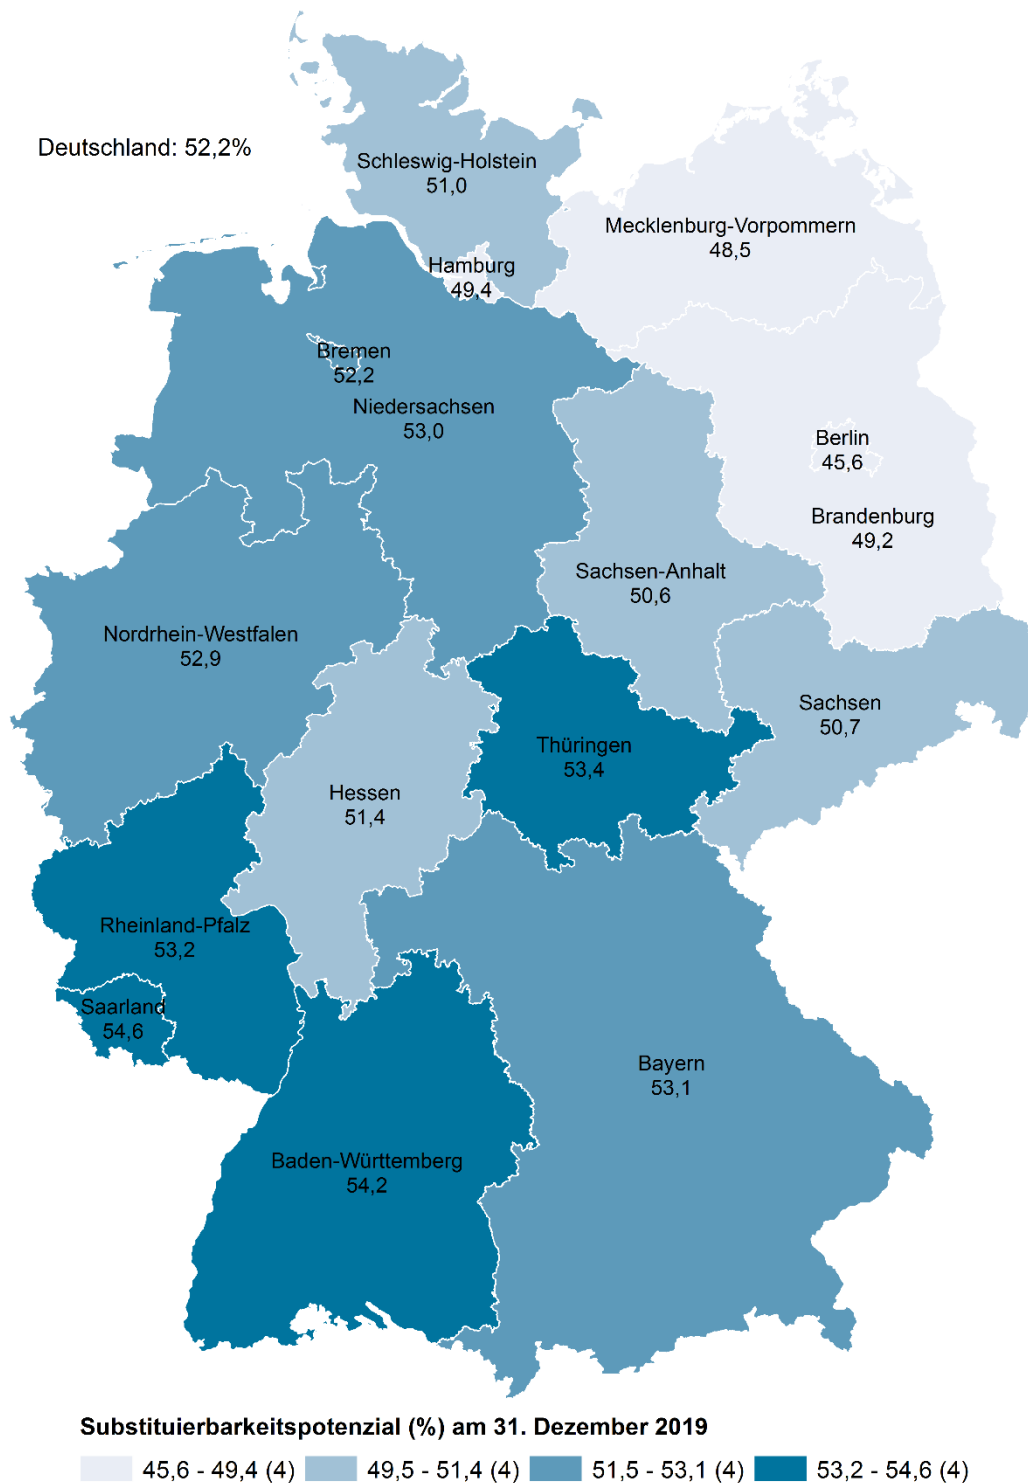 Deutschland: 52,2%
Schleswig-Holstein
51,0
Mecklenburg-Vorpommern
48,5
Hamburg
49,4
Bremen
52,2
Niedersachsen
53,0
Berlin
45,6
Brandenburg
49,2
Sachsen-Anhalt
50,6
Nordrhein-Westfalen
52,9
Sachsen
50,7
Thüringen
53,4
Hessen
51,4
Rheinland-Pfalz
53,2
Saarland
54,6
Bayern
53,1
Baden-Württemberg
54,2
Substituierbarkeitspotenzial (%) am 31. Dezember 2019
45,6 - 49,4 (4) 49,5 - 51,4 (4) 51,5 - 53,1 (4) 53,2 - 54,6 (4)